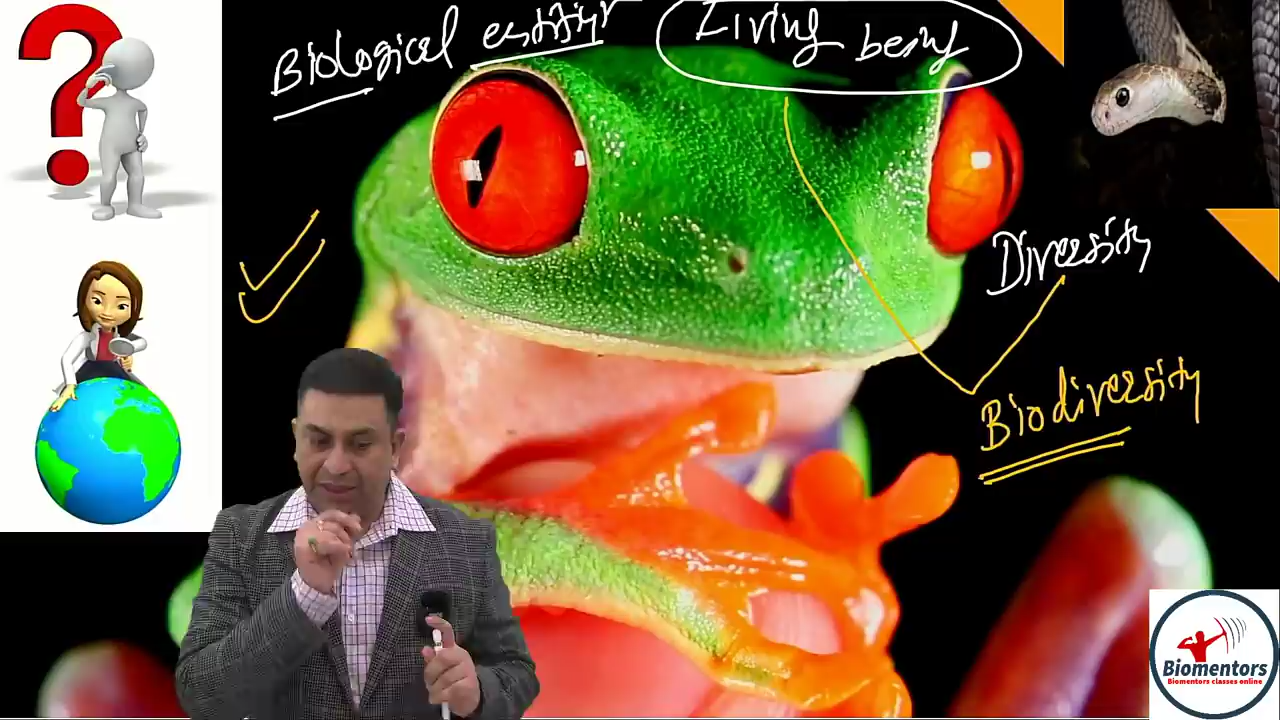 Biological entity
Living being
Diversity
Biodiversity
Biomentors
Biomentors classes online